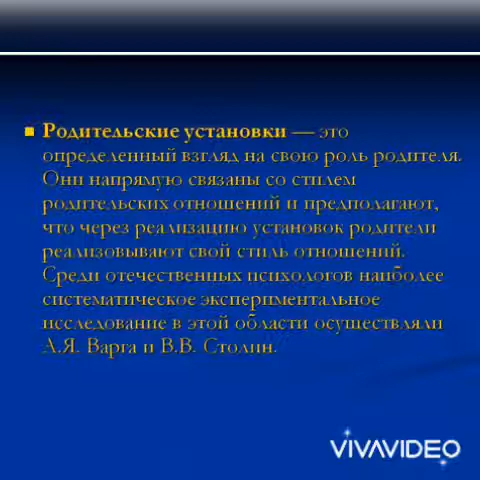 Родительские установки — это
определенный взгляд на свою роль родителя.
Они напрямую связаны со стилем
родительских отношений и предполагают,
что через реализацию установок родители
реализовывают свой стиль отношений.
Среди отечественных психологов наиболее
систематическое экспериментальное
исследование в этой области осуществляли
А.Я. Варга и В.В. Столин.
VIVAVIDEO